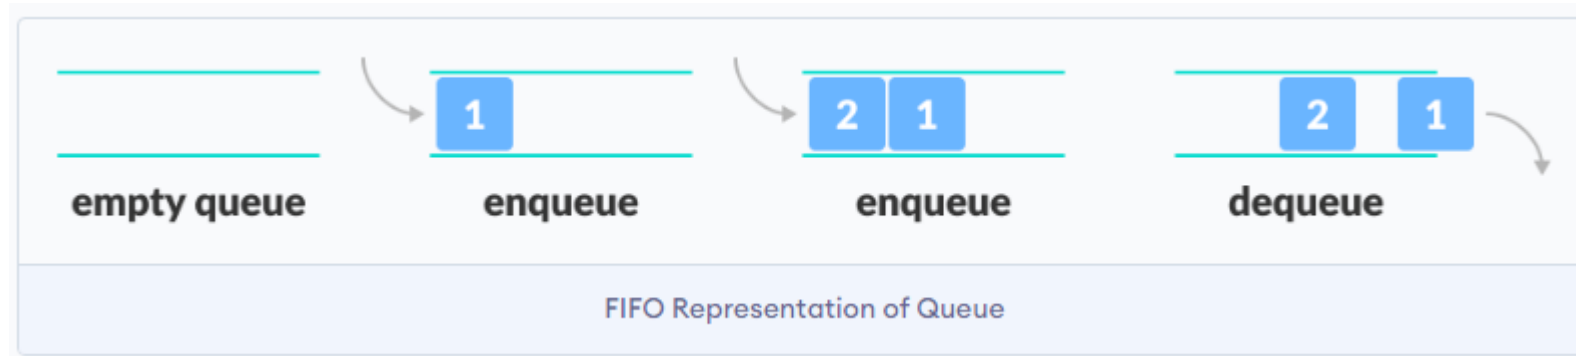 1
2 1
2 1
empty queue
enqueue
enqueue
dequeue
FIFO Representation of Queue